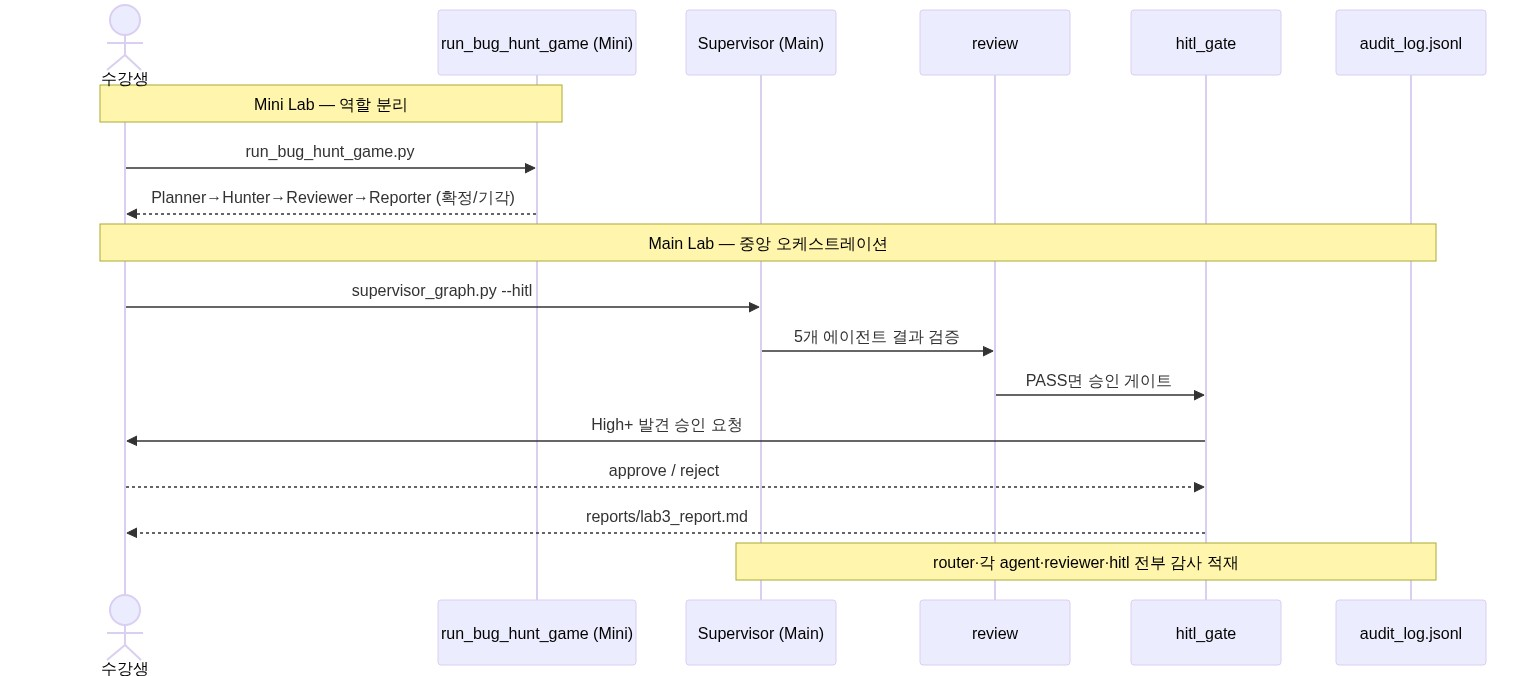 run_bug_hunt_game (Mini)
Supervisor (Main)
review
hitl_gate
audit_log.jsonl
수강생
Mini Lab — 역할 분리
run_bug_hunt_game.py
Planner→Hunter→Reviewer→Reporter (확정/기각)
Main Lab — 중앙 오케스트레이션
supervisor_graph.py --hitl
5개 에이전트 결과 검증
PASS면 승인 게이트
High+ 발견 승인 요청
approve / reject
reports/lab3_report.md
router·각 agent·reviewer·hitl 전부 감사 적재
run_bug_hunt_game (Mini)
Supervisor (Main)
review
hitl_gate
audit_log.jsonl
수강생